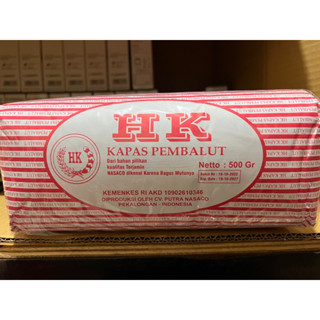 HK
KAPAS PEMBALUT
HK
Dari bahan pilihan
kualitas Terjamin
NASACO dikenal Karena Bagus Mutunya
Netto : 500 Gr
KEMENKES RI AKD 10902610346
DIPRODUKSI OLEH CV. PUTRA NASACO
PEKALONGAN - INDONESIA